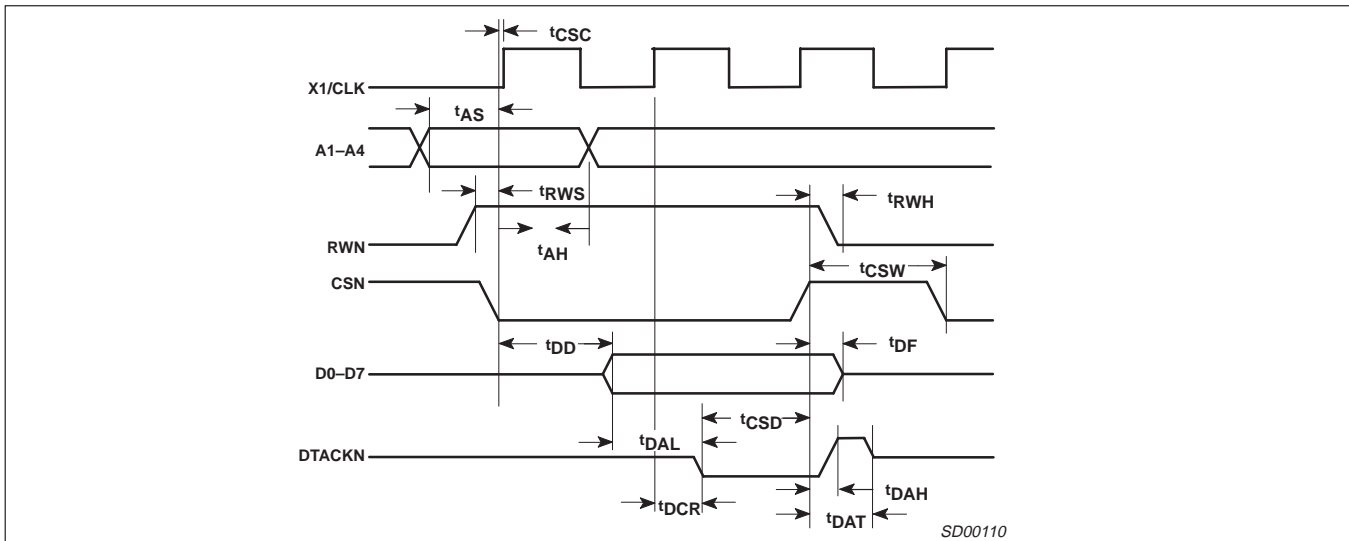 tCSC
X1/CLK
tAS
A1–A4
tRWS
tRWH
RWN
tAH
tCSW
CSN
tDD
tDF
D0–D7
tCSD
tDAL
DTACKN
tDAH
tDCR
tDAT
SD00110